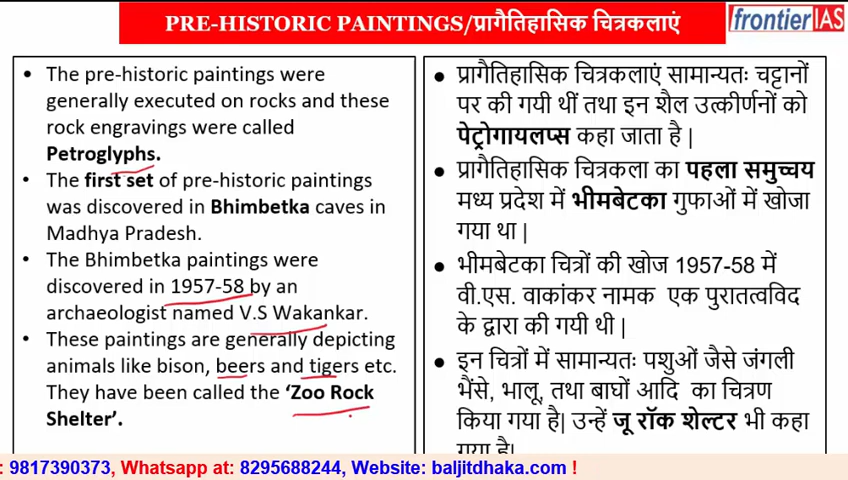 PRE-HISTORIC PAINTINGS/प्रागैतिहासिक चित्रकलाएं
frontierIAS
• The pre-historic paintings were
generally executed on rocks and these
rock engravings were called
Petroglyphs.
• The first set of pre-historic paintings
was discovered in Bhimbetka caves in
Madhya Pradesh.
• The Bhimbetka paintings were
discovered in 1957-58 by an
archaeologist named V.S Wakankar.
• These paintings are generally depicting
animals like bison, beers and tigers etc.
They have been called the ‘Zoo Rock
Shelter’.
• प्रागैतिहासिक चित्रकलाएं सामान्यतः चट्टानों
पर की गयी थीं तथा इन शैल उत्कीर्णनों को
पेट्रोगायलप्स कहा जाता है |
• प्रागैतिहासिक चित्रकला का पहला समुच्चय
मध्य प्रदेश में भीमबेटका गुफाओं में खोजा
गया था |
• भीमबेटका चित्रों की खोज 1957-58 में
वी.एस. वाकांकर नामक एक पुरातत्वविद
के द्वारा की गयी थी |
• इन चित्रों में सामान्यतः पशुओं जैसे जंगली
भैंसे, भालू, तथा बाघों आदि का चित्रण
किया गया है| उन्हें जू रॉक शेल्टर भी कहा
गया है|
: 9817390373, Whatsapp at: 8295688244, Website: baljitdhaka.com !